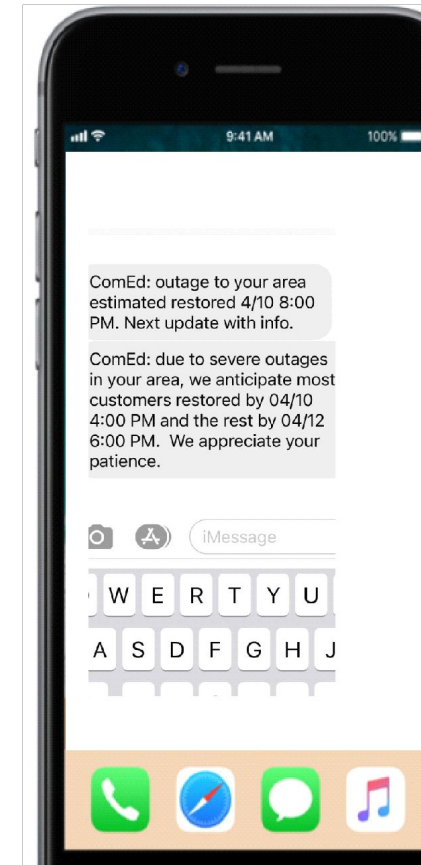 9:41 AM
100%
ComEd: outage to your area
estimated restored 4/10 8:00
PM. Next update with info.
ComEd: due to severe outages
in your area, we anticipate most
customers restored by 04/10
4:00 PM and the rest by 04/12
6:00 PM.  We appreciate your
patience.
iMessage
W E R T Y U
A S D F G H J